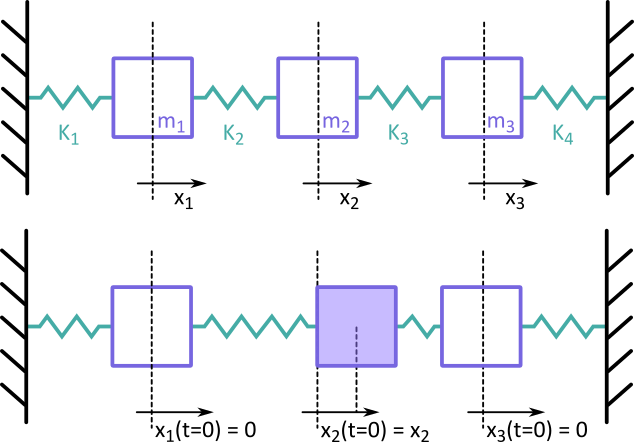 m₁ m₂ m₃
K₁ K₂ K₃ K₄
x₁ x₂ x₃
x₁(t=0) = 0 x₂(t=0) = x₂ x₃(t=0) = 0